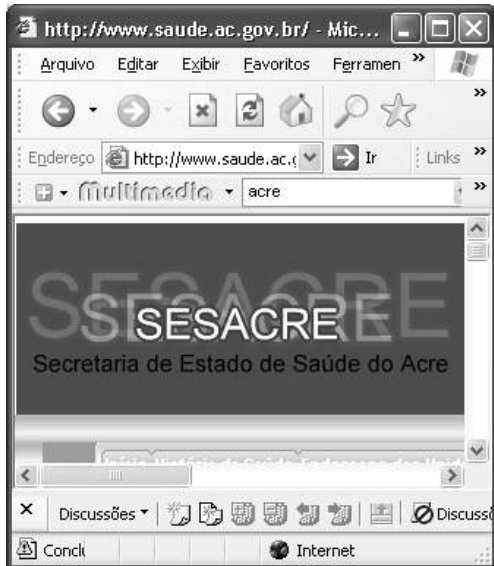 http://www.saude.ac.gov.br/ - Mic...
Arquivo Editar Exibir Favoritos Ferramen »
»
Endereço http://www.saude.ac.g Ir Links »
Multimedia acre »
SESACRE
SESACRE
Secretaria de Estado de Saúde do Acre
Discussões Discussõ
Conclu Internet